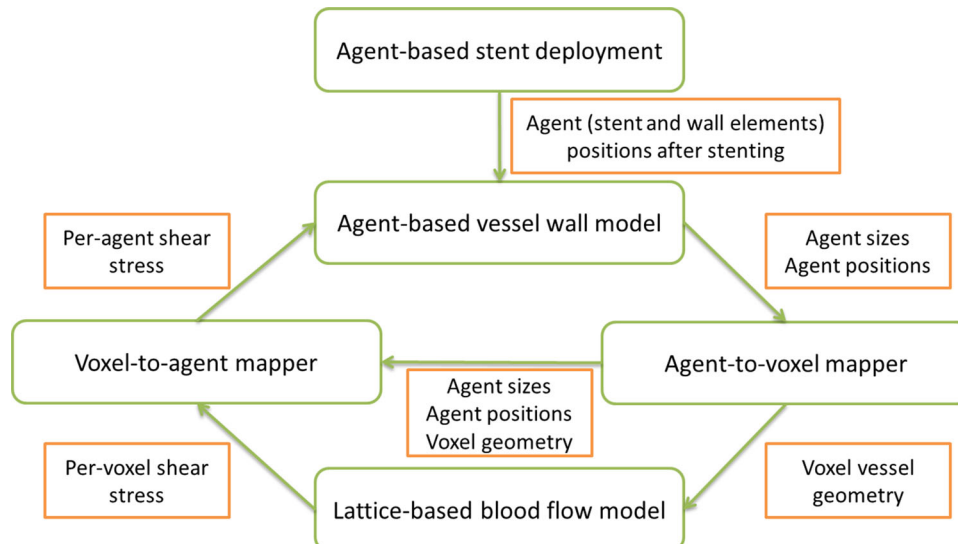 Agent-based stent deployment
Agent (stent and wall elements)
positions after stenting
Agent-based vessel wall model
Per-agent shear
stress
Agent sizes
Agent positions
Voxel-to-agent mapper
Agent-to-voxel mapper
Agent sizes
Agent positions
Voxel geometry
Per-voxel shear
stress
Voxel vessel
geometry
Lattice-based blood flow model